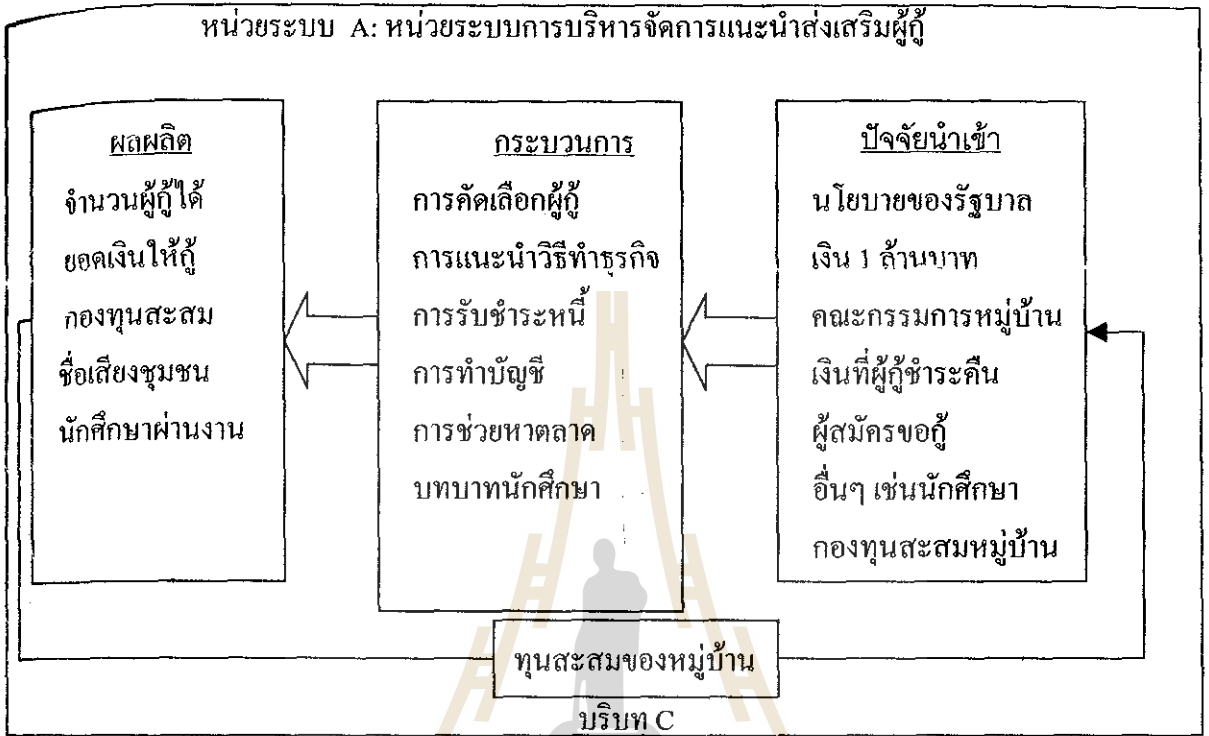 หน่วยระบบ A: หน่วยระบบการบริหารจัดการแนะนำส่งเสริมผู้กู้
ผลผลิต
จำนวนผู้กู้ได้
ยอดเงินให้กู้
กองทุนสะสม
ชื่อเสียงชุมชน
นักศึกษาผ่านงาน
กระบวนการ
การคัดเลือกผู้กู้
การแนะนำวิธีทำธุรกิจ
การรับชำระหนี้
การทำบัญชี
การช่วยหาตลาด
บทบาทนักศึกษา
ปัจจัยนำเข้า
นโยบายของรัฐบาล
เงิน 1 ล้านบาท
คณะกรรมการหมู่บ้าน
เงินที่ผู้กู้ชำระคืน
ผู้สมัครขอกู้
อื่นๆ เช่นนักศึกษา
กองทุนสะสมหมู่บ้าน
ทุนสะสมของหมู่บ้าน
บริบท C